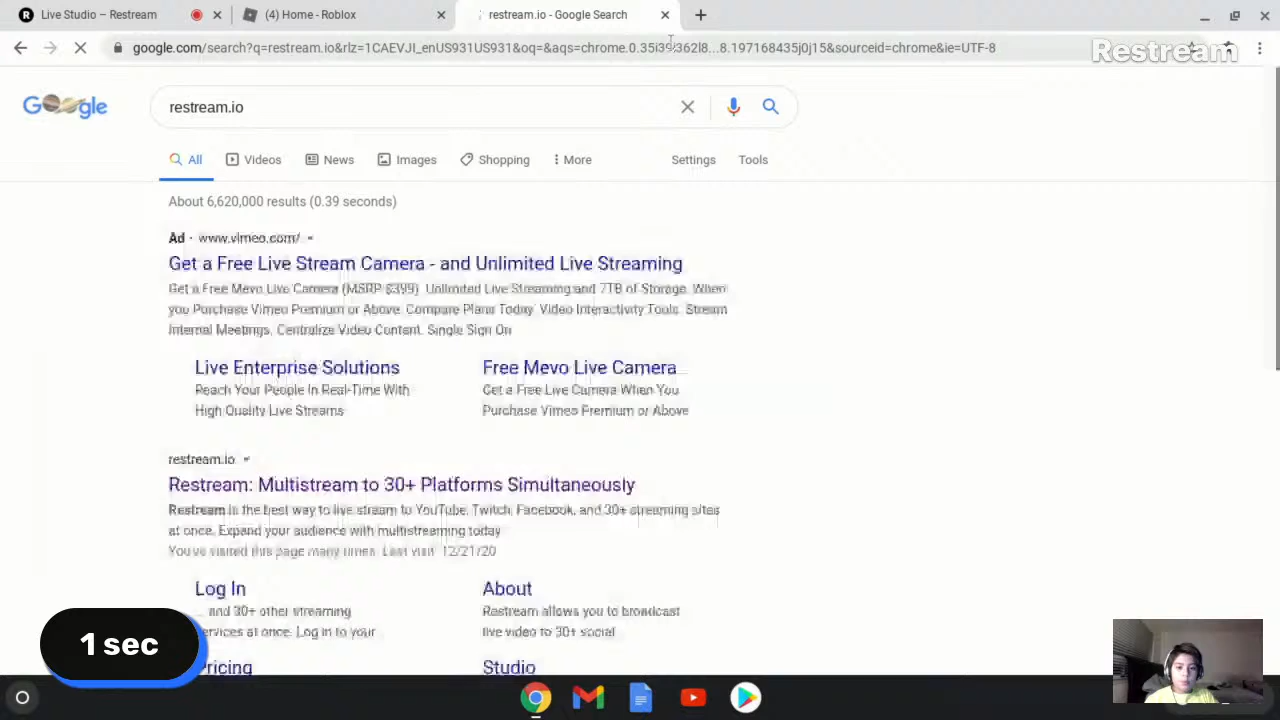 Live Studio – Restream
(4) Home - Roblox
restream.io - Google Search
google.com/search?q=restream.io&rlz=1CAEVJI_enUS931US931&oq=&aqs=chrome.0.35i39i362l8...8.197168435j0j15&sourceid=chrome&ie=UTF-8
Restream
Google
restream.io
All
Videos
News
Images
Shopping
More
Settings
Tools
About 6,620,000 results (0.39 seconds)
Ad · www.vimeo.com/
Get a Free Live Stream Camera - and Unlimited Live Streaming
Get a Free Mevo Live Camera (MSRP $399). Unlimited Live Streaming and 7TB of Storage. When
you Purchase Vimeo Premium or Above. Compare Plans Today. Video Interactivity Tools. Stream
Internal Meetings. Centralize Video Content. Single Sign On
Live Enterprise Solutions
Reach Your People In Real-Time With
High Quality Live Streams
Free Mevo Live Camera
Get a Free Live Camera When You
Purchase Vimeo Premium or Above
restream.io
Restream: Multistream to 30+ Platforms Simultaneously
Restream is the best way to live stream to YouTube, Twitch, Facebook, and 30+ streaming sites
at once. Expand your audience with multistreaming today
You've visited this page many times. Last visit: 12/21/20
Log In
... and 30+ other streaming
services at once. Log in to your
About
Restream allows you to broadcast
live video to 30+ social
Pricing
Studio
1 sec